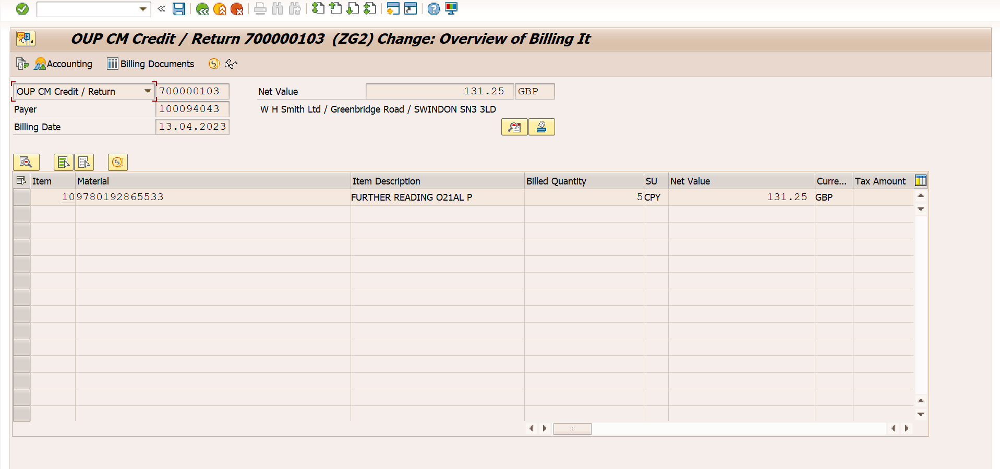 OUP CM Credit / Return 700000103 (ZG2) Change: Overview of Billing It
Accounting Billing Documents
OUP CM Credit / Return 700000103 Net Value 131.25 GBP
Payer 100094043 W H Smith Ltd / Greenbridge Road / SWINDON SN3 3LD
Billing Date 13.04.2023
Item Material Item Description Billed Quantity SU Net Value Curre... Tax Amount
10 9780192865533 FURTHER READING O21AL P 5 CPY 131.25 GBP